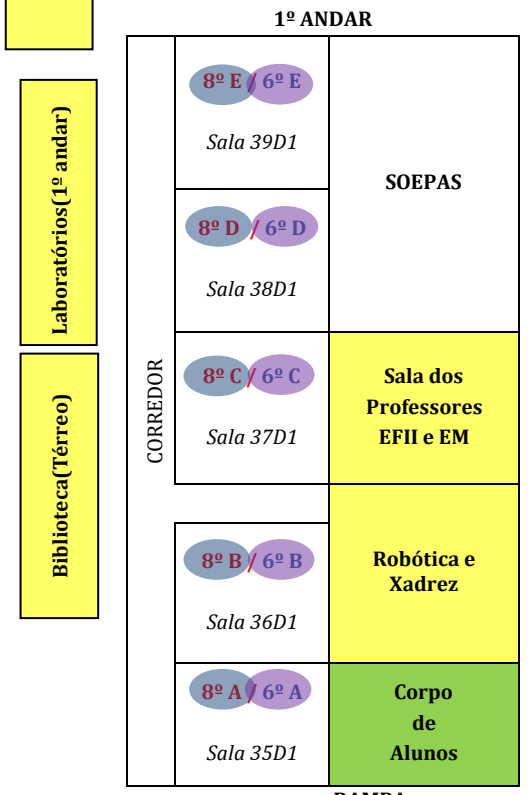 1º ANDAR
8º E / 6º E
Sala 39D1
SOEPAS
8º D / 6º D
Sala 38D1
Laboratórios(1º andar)
CORREDOR
8º C / 6º C
Sala 37D1
Sala dos
Professores
EFII e EM
Biblioteca(Térreo)
8º B / 6º B
Sala 36D1
Robótica e
Xadrez
8º A / 6º A
Sala 35D1
Corpo
de
Alunos
RAMPA